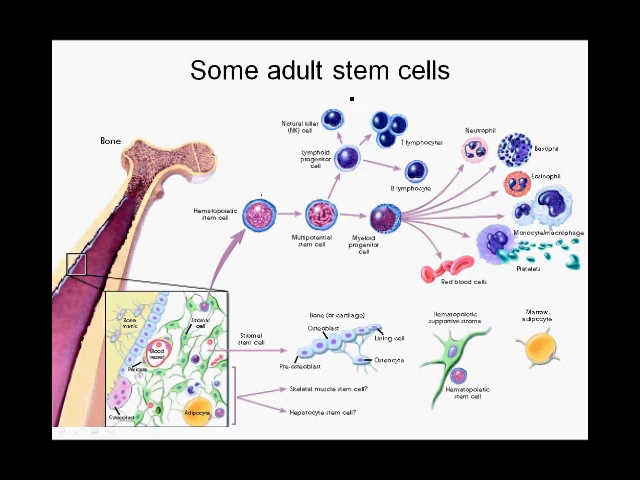 Some adult stem cells
Natural killer
(NK) cell
T lymphocytes
Neutrophil
Basophil
Bone
Lymphoid
progenitor
cell
Eosinophil
B lymphocyte
Hematopoietic
stem cell
Multipotential
stem cell
Myeloid
progenitor
cell
Monocyte/macrophage
Platelets
Red blood cells
Bone
matrix
Stromal
cell
Blood
vessel
Pericyte
Adipocyte
Osteoblast
Stromal
stem cell
Bone (or cartilage)
Osteoblast
Lining cell
Pre-osteoblast
Osteocyte
Skeletal muscle stem cell?
Hepatocyte stem cell?
Hematopoietic
supportive stroma
Hematopoietic
stem cell
Marrow
adipocyte